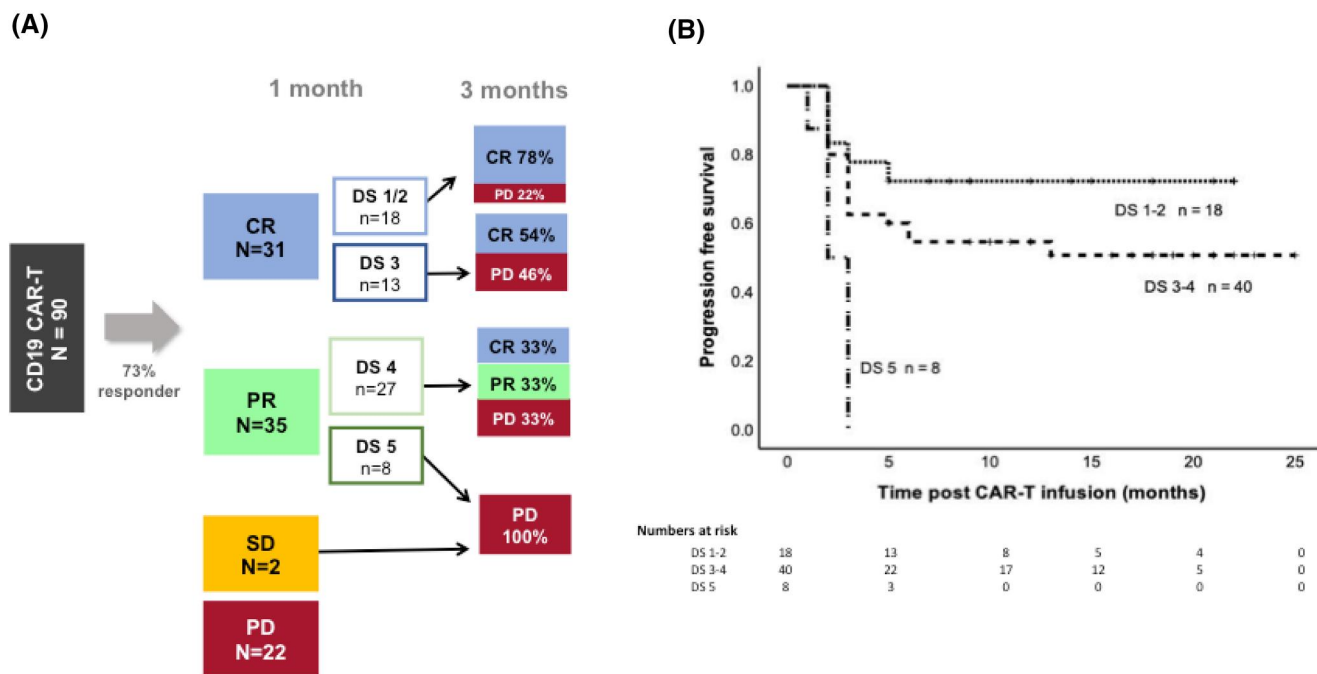 (A)
1 month
3 months
CD19 CAR-T
N = 90
73%
responder
CR
N=31
DS 1/2
n=18
CR 78%
PD 22%
DS 3
n=13
CR 54%
PD 46%
PR
N=35
DS 4
n=27
CR 33%
PR 33%
PD 33%
DS 5
n=8
PD
100%
SD
N=2
PD
N=22
(B)
Progression free survival
1.0
0.8
0.6
0.4
0.2
0.0
DS 1-2 n = 18
DS 3-4 n = 40
DS 5 n = 8
0 5 10 15 20 25
Time post CAR-T infusion (months)
Numbers at risk
DS 1-2 18 13 8 5 4 0
DS 3-4 40 22 17 12 5 0
DS 5 8 3 0 0 0 0